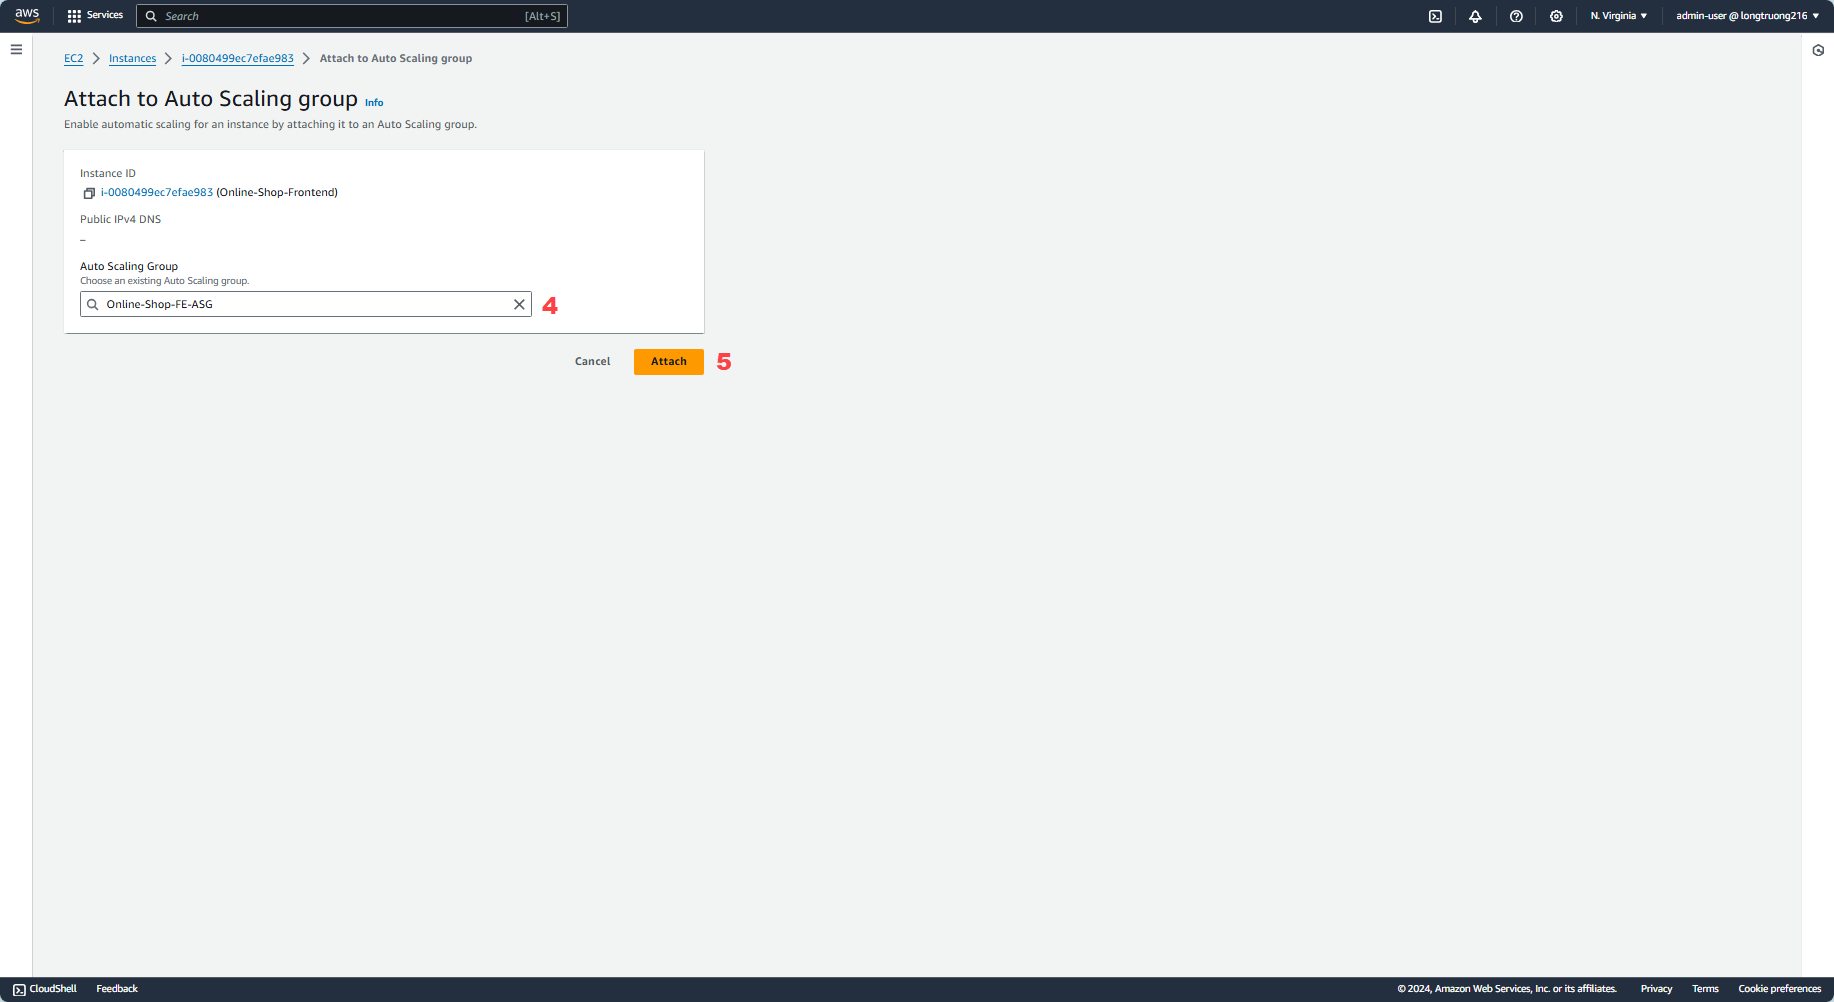 aws Services Search [Alt+S] N. Virginia admin-user @ longtruong216
EC2 Instances i-0080499ec7efae983 Attach to Auto Scaling group
Attach to Auto Scaling group Info
Enable automatic scaling for an instance by attaching it to an Auto Scaling group.
Instance ID
i-0080499ec7efae983 (Online-Shop-Frontend)
Public IPv4 DNS
–
Auto Scaling Group
Choose an existing Auto Scaling group.
Online-Shop-FE-ASG 4
Cancel Attach 5
CloudShell Feedback © 2024, Amazon Web Services, Inc. or its affiliates. Privacy Terms Cookie preferences